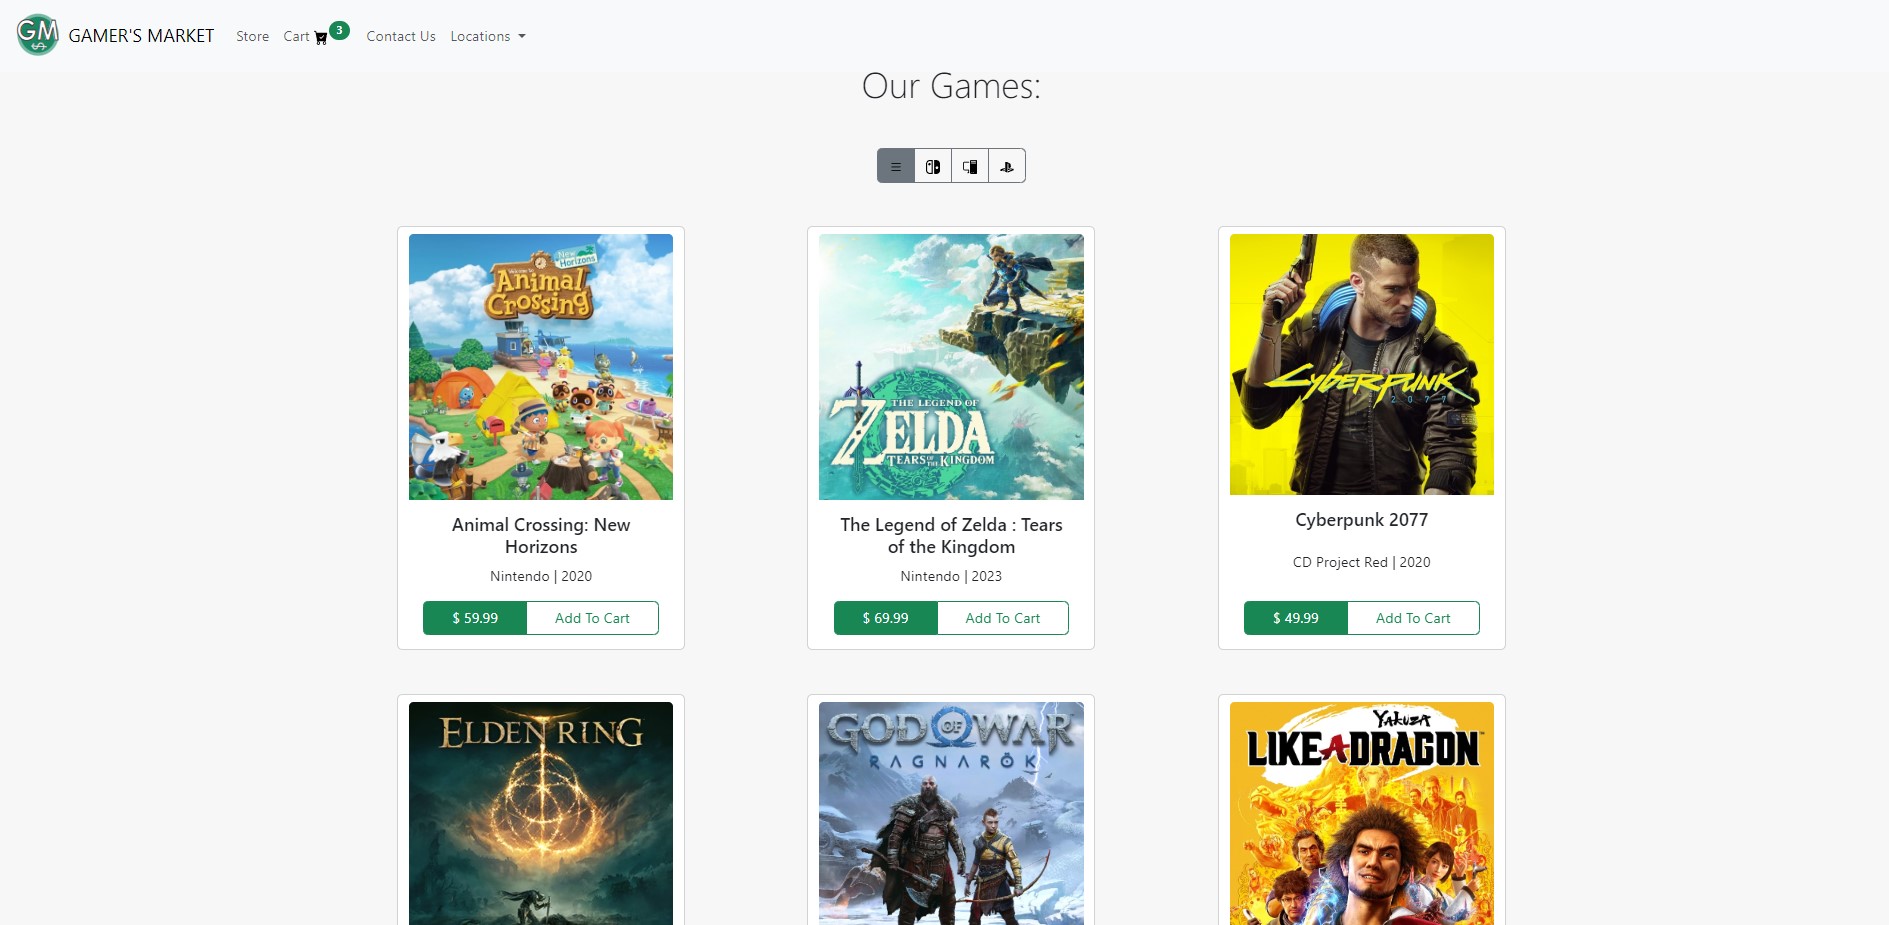 GM GAMER'S MARKET Store Cart 3 Contact Us Locations
Our Games:
Welcome to
Animal
Crossing
New
Horizons
THE LEGEND OF
ZELDA
TEARS OF THE KINGDOM
CYBERPUNK
2077
Animal Crossing: New
Horizons
Nintendo | 2020
$ 59.99 Add To Cart
The Legend of Zelda : Tears
of the Kingdom
Nintendo | 2023
$ 69.99 Add To Cart
Cyberpunk 2077
CD Project Red | 2020
$ 49.99 Add To Cart
ELDEN RING
GOD OF WAR
RAGNARÖK
YAKUZA
LIKE A DRAGON